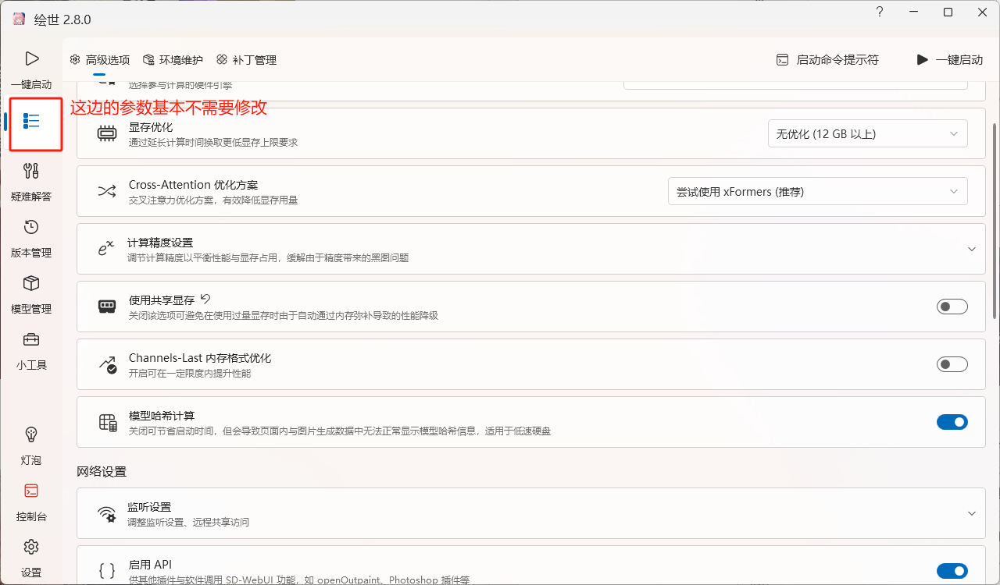 绘世 2.8.0
?
高级选项
环境维护
补丁管理
启动命令提示符
一键启动
一键启动
疑难解答
版本管理
模型管理
小工具
灯泡
控制台
设置
这边的参数基本不需要修改
选择参与计算的硬件引擎
显存优化
通过延长计算时间换取更低显存上限要求
无优化 (12 GB 以上)
Cross-Attention 优化方案
交叉注意力优化方案，有效降低显存用量
尝试使用 xFormers (推荐)
计算精度设置
调节计算精度以平衡性能与显存占用，缓解由于精度带来的黑图问题
使用共享显存
关闭该选项可避免在使用过量显存时由于自动通过内存弥补导致的性能降级
Channels-Last 内存格式优化
开启可在一定限度内提升性能
模型哈希计算
关闭可节省启动时间，但会导致页面内与图片生成数据中无法正常显示模型哈希信息，适用于低速硬盘
网络设置
监听设置
调整监听设置、远程共享访问
启用 API
供其他插件与软件调用 SD-WebUI 功能，如 openOutpaint、Photoshop 插件等